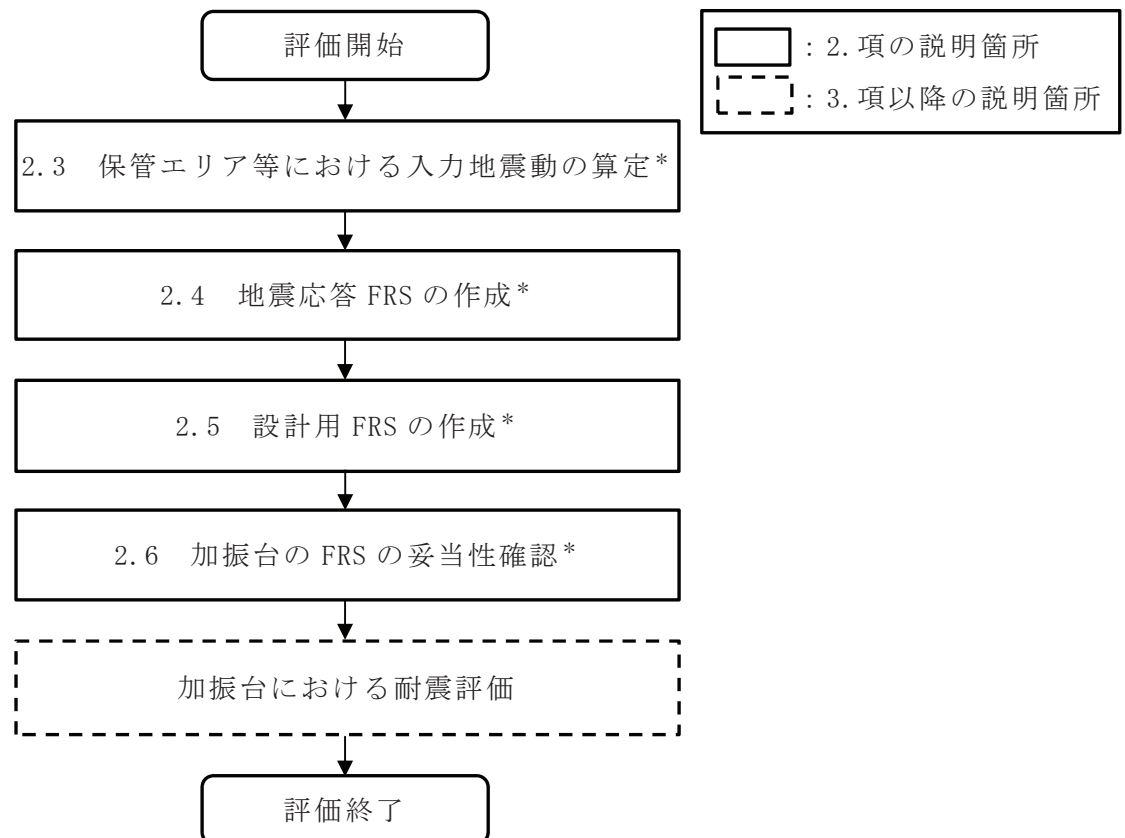 評価開始
：2.項の説明箇所
：3.項以降の説明箇所
2.3　保管エリア等における入力地震動の算定*
2.4　地震応答 FRS の作成*
2.5　設計用 FRS の作成*
2.6　加振台の FRS の妥当性確認*
加振台における耐震評価
評価終了